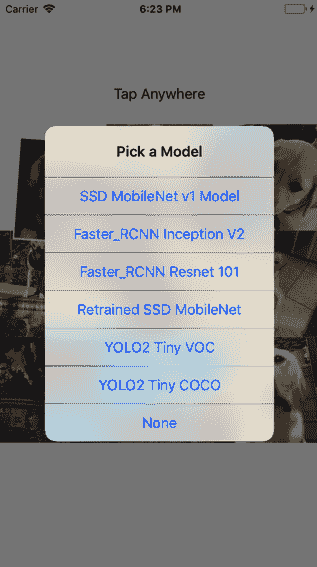 Carrier 6:23 PM
Tap Anywhere
Pick a Model
SSD MobileNet v1 Model
Faster_RCNN Inception V2
Faster_RCNN Resnet 101
Retrained SSD MobileNet
YOLO2 Tiny VOC
YOLO2 Tiny COCO
None